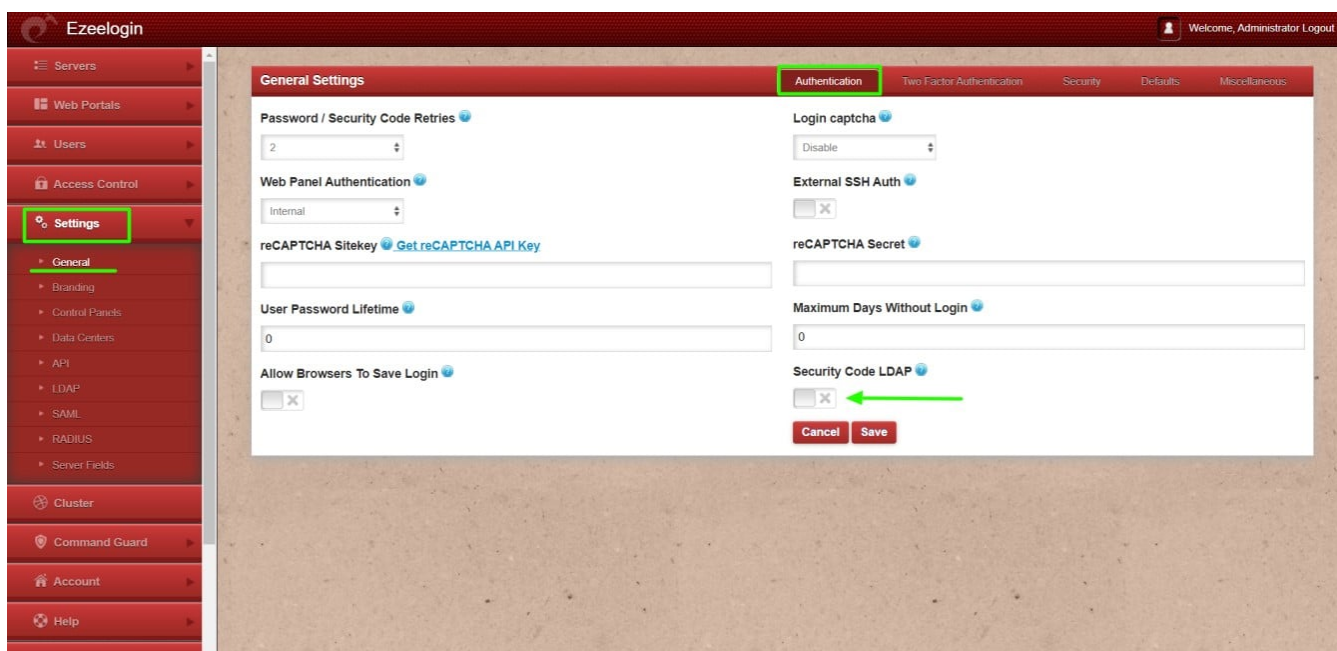 Ezeelogin
Welcome, Administrator Logout
Servers
Web Portals
Users
Access Control
Settings
General
Branding
Control Panels
Data Centers
API
LDAP
SAML
RADIUS
Server Fields
Cluster
Command Guard
Account
Help
General Settings
Authentication Two Factor Authentication Security Defaults Miscellaneous
Password / Security Code Retries
2
Login captcha
Disable
Web Panel Authentication
Internal
External SSH Auth
reCAPTCHA Sitekey Get reCAPTCHA API Key
reCAPTCHA Secret
User Password Lifetime
0
Maximum Days Without Login
0
Allow Browsers To Save Login
Security Code LDAP
Cancel Save